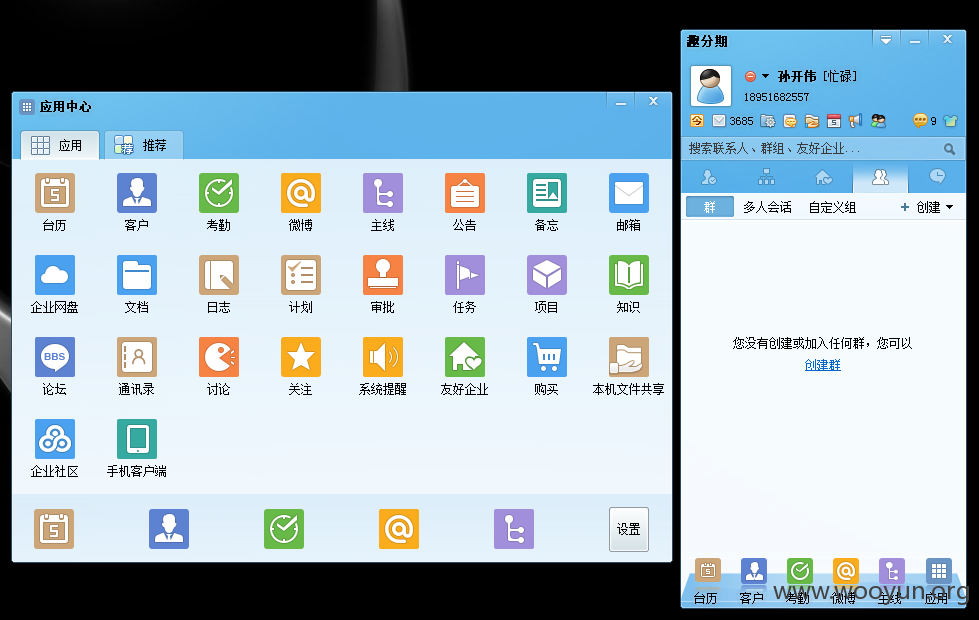 应用中心
应用 推荐
5
台历 客户 考勤 微博 主线 公告 备忘 邮箱
企业网盘 文档 日志 计划 审批 任务 项目 知识
BBS
论坛 通讯录 讨论 关注 系统提醒 友好企业 购买 本机文件共享
企业社区 手机客户端
5
设置
趣分期
孙开伟 [忙碌]
18951682557
3685 5 9
搜索联系人、群组、友好企业...
群 多人会话 自定义组 + 创建
您没有创建或加入任何群，您可以
创建群
5
台历 客户 考勤 微博 主线 应用
www.wooyun.org